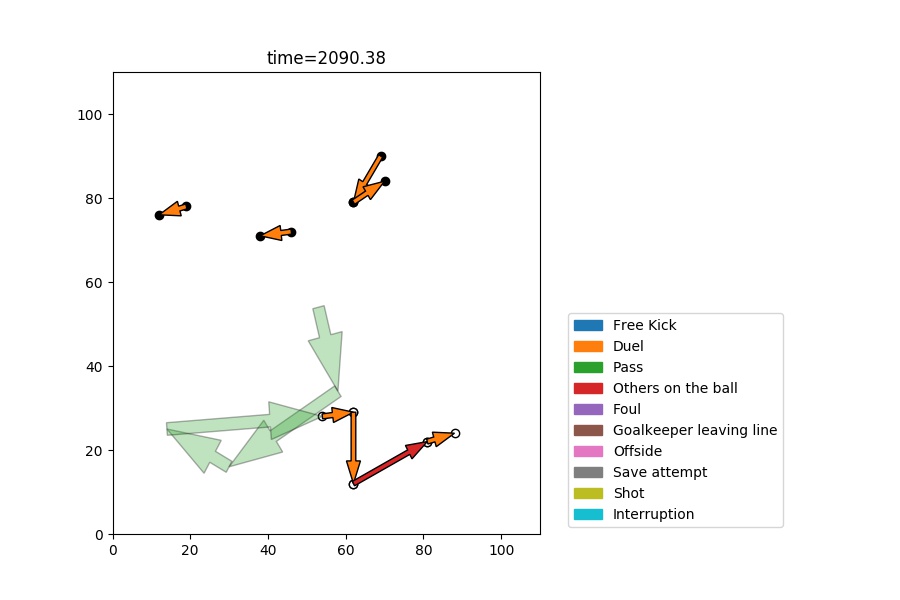 time=2090.38
100
80
60
40
20
0
0 20 40 60 80 100
Free Kick
Duel
Pass
Others on the ball
Foul
Goalkeeper leaving line
Offside
Save attempt
Shot
Interruption